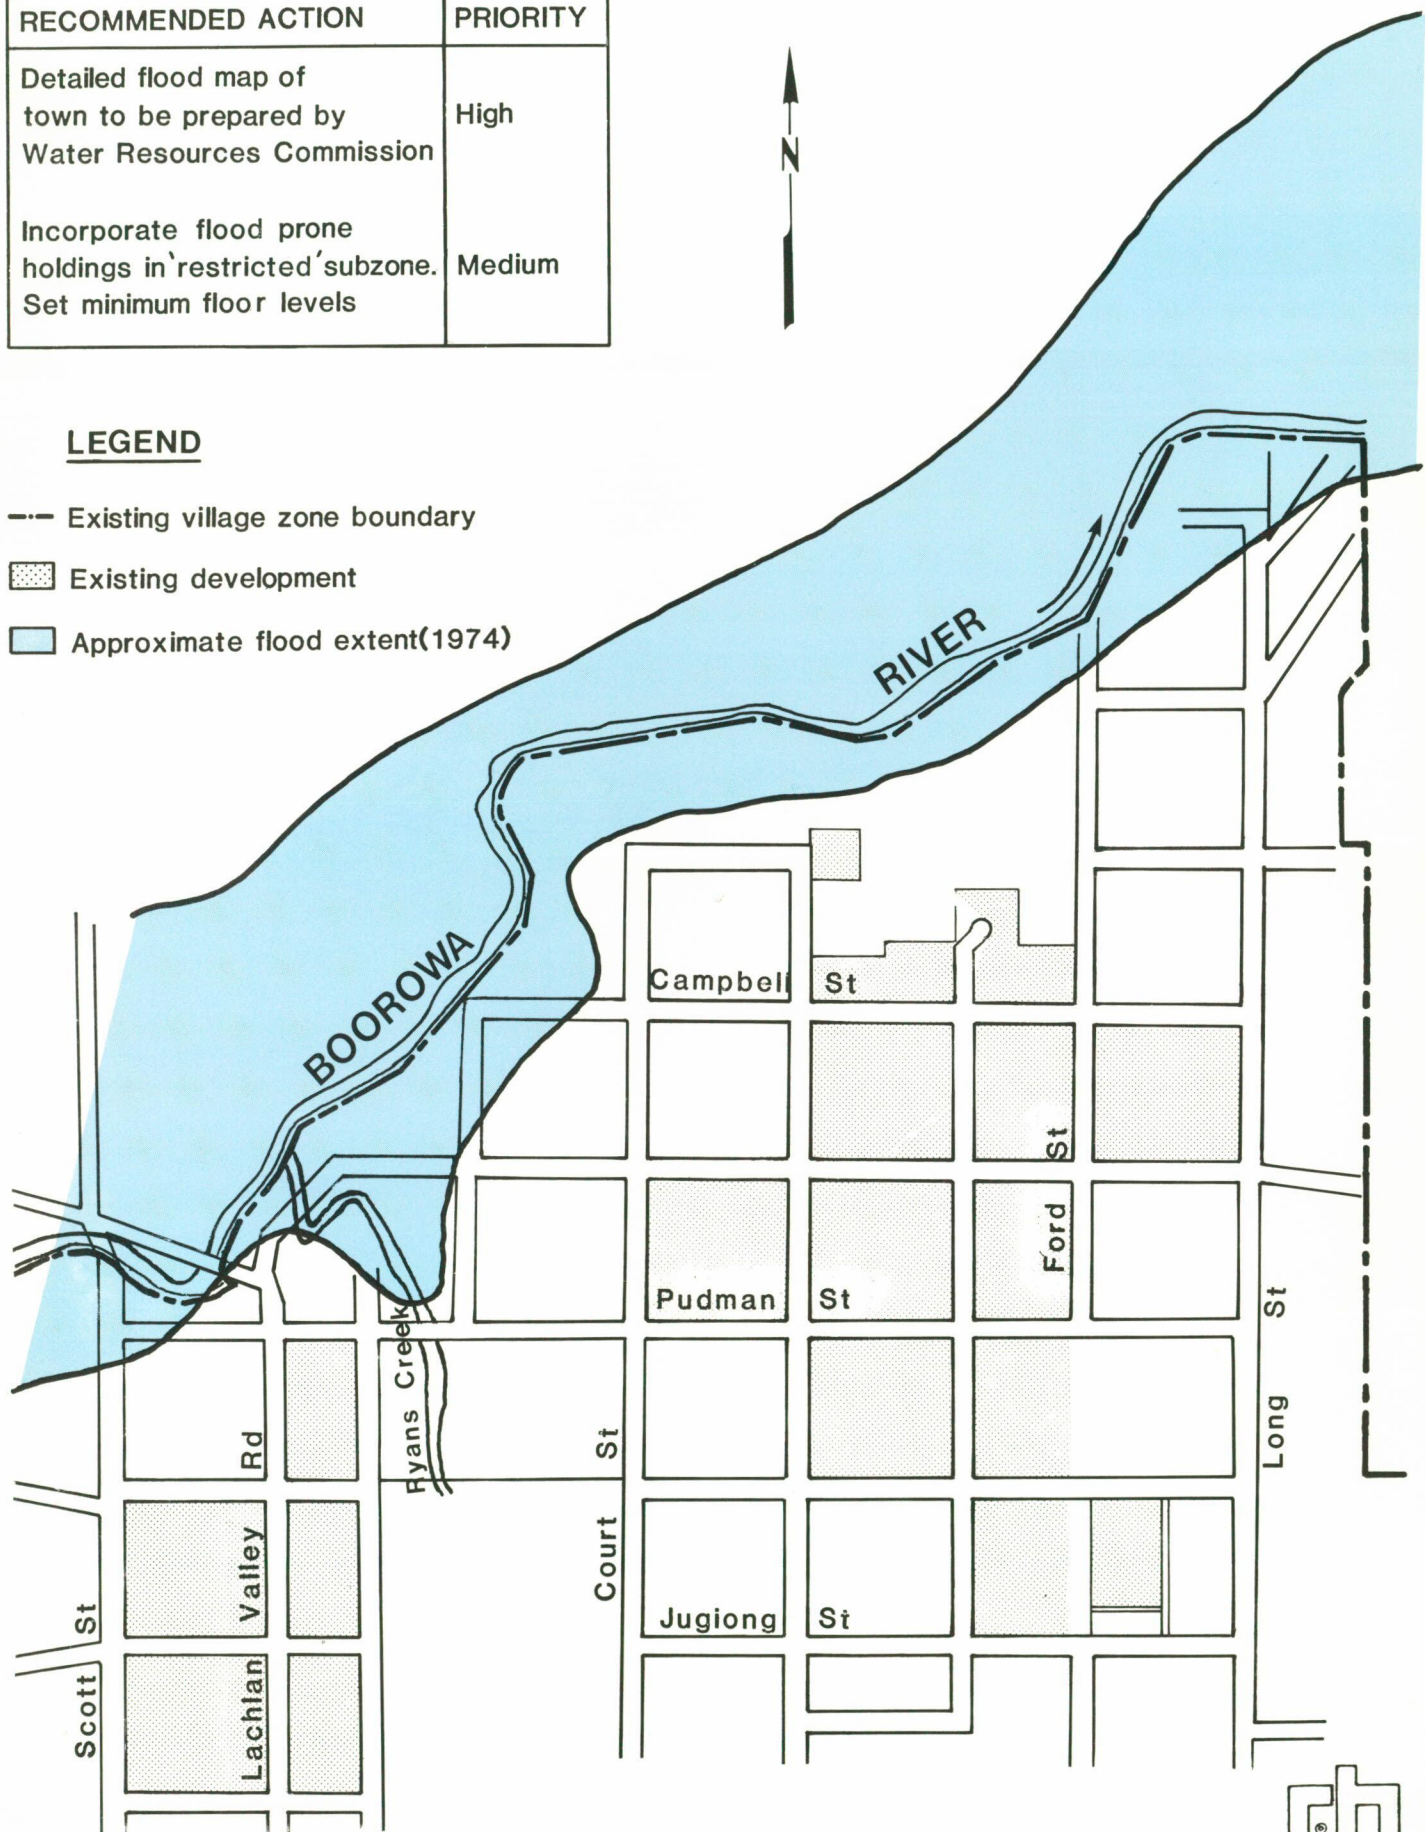 RECOMMENDED ACTION PRIORITY
Detailed flood map of
town to be prepared by High
Water Resources Commission
Incorporate flood prone
holdings in 'restricted' subzone. Medium
Set minimum floor levels
N
LEGEND
Existing village zone boundary
Existing development
Approximate flood extent(1974)
RIVER
BOOROWA
Campbell St
Ford St
Pudman St
Ryans Creek
Long St
Court St
Lachlan Valley Rd
Jugiong St
Scott St